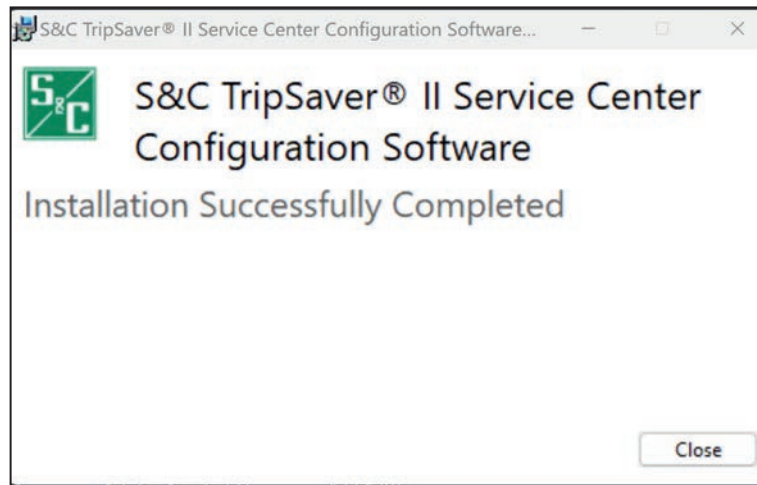 S&C TripSaver® II Service Center Configuration Software...
S&C
S&C TripSaver® II Service Center
Configuration Software
Installation Successfully Completed
Close